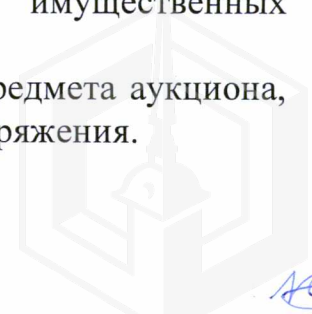 имущественных
редмета аукциона,
ряжения.